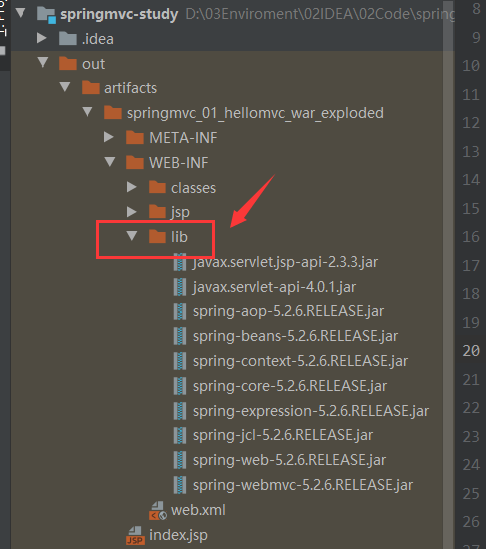 springmvc-study D:\03Enviroment\02IDEA\02Code\spring
.idea
out
artifacts
springmvc_01_hellomvc_war_exploded
META-INF
WEB-INF
classes
jsp
lib
javax.servlet.jsp-api-2.3.3.jar
javax.servlet-api-4.0.1.jar
spring-aop-5.2.6.RELEASE.jar
spring-beans-5.2.6.RELEASE.jar
spring-context-5.2.6.RELEASE.jar
spring-core-5.2.6.RELEASE.jar
spring-expression-5.2.6.RELEASE.jar
spring-jcl-5.2.6.RELEASE.jar
spring-web-5.2.6.RELEASE.jar
spring-webmvc-5.2.6.RELEASE.jar
web.xml
JSP index.jsp
8
9
10
11
12
13
14
15
16
17
18
19
20
21
22
23
24
25
26
27